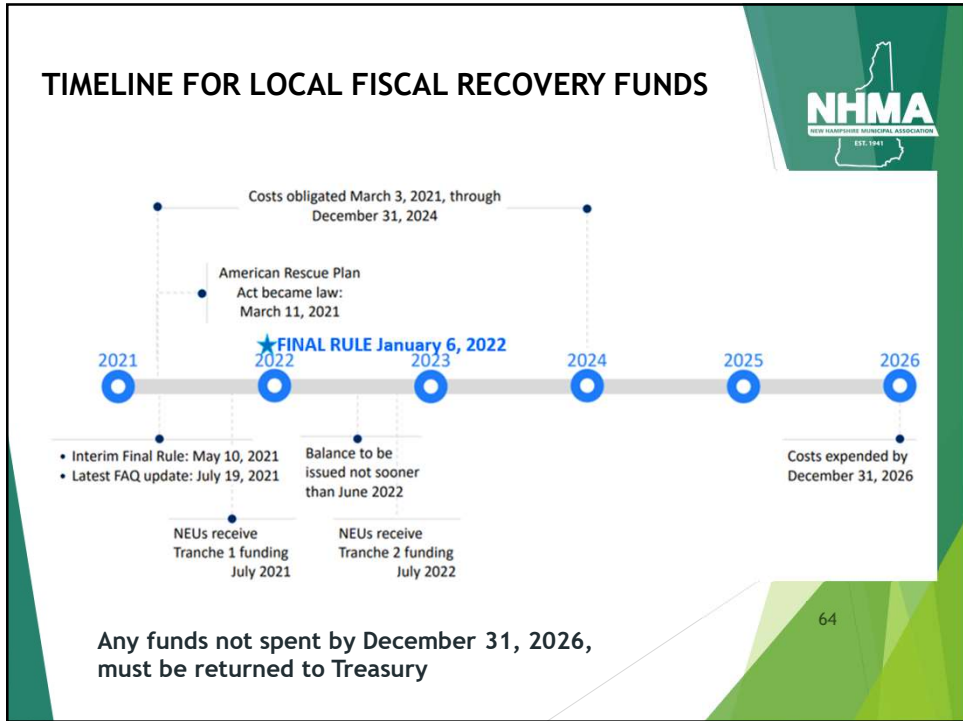 TIMELINE FOR LOCAL FISCAL RECOVERY FUNDS
NHMA
NEW HAMPSHIRE MUNICIPAL ASSOCIATION
EST. 1941
Costs obligated March 3, 2021, through
December 31, 2024
American Rescue Plan
Act became law:
March 11, 2021
FINAL RULE January 6, 2022
2021 2022 2023 2024 2025 2026
• Interim Final Rule: May 10, 2021
• Latest FAQ update: July 19, 2021
Balance to be
issued not sooner
than June 2022
Costs expended by
December 31, 2026
NEUs receive
Tranche 1 funding
July 2021
NEUs receive
Tranche 2 funding
July 2022
Any funds not spent by December 31, 2026,
must be returned to Treasury
64